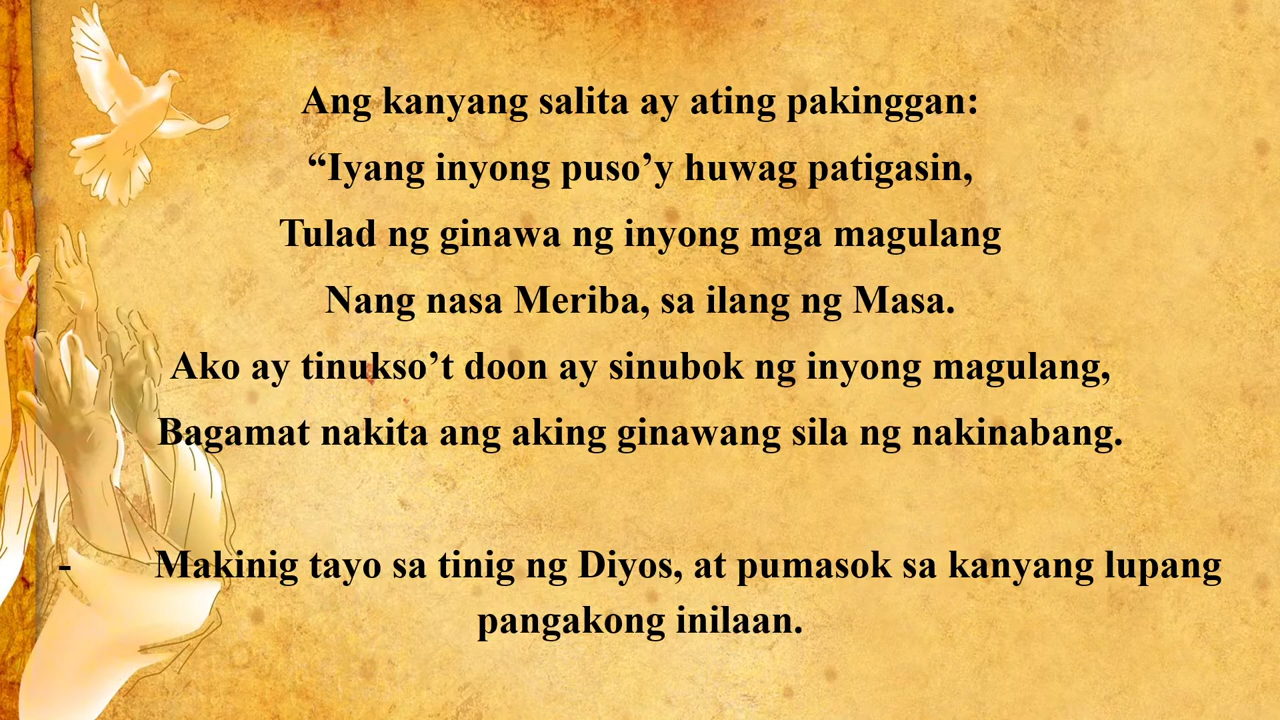 Ang kanyang salita ay ating pakinggan:
“Iyang inyong puso’y huwag patigasin,
Tulad ng ginawa ng inyong mga magulang
Nang nasa Meriba, sa ilang ng Masa.
Ako ay tinukso’t doon ay sinubok ng inyong magulang,
Bagamat nakita ang aking ginawang sila ng nakinabang.
- Makinig tayo sa tinig ng Diyos, at pumasok sa kanyang lupang
pangakong inilaan.